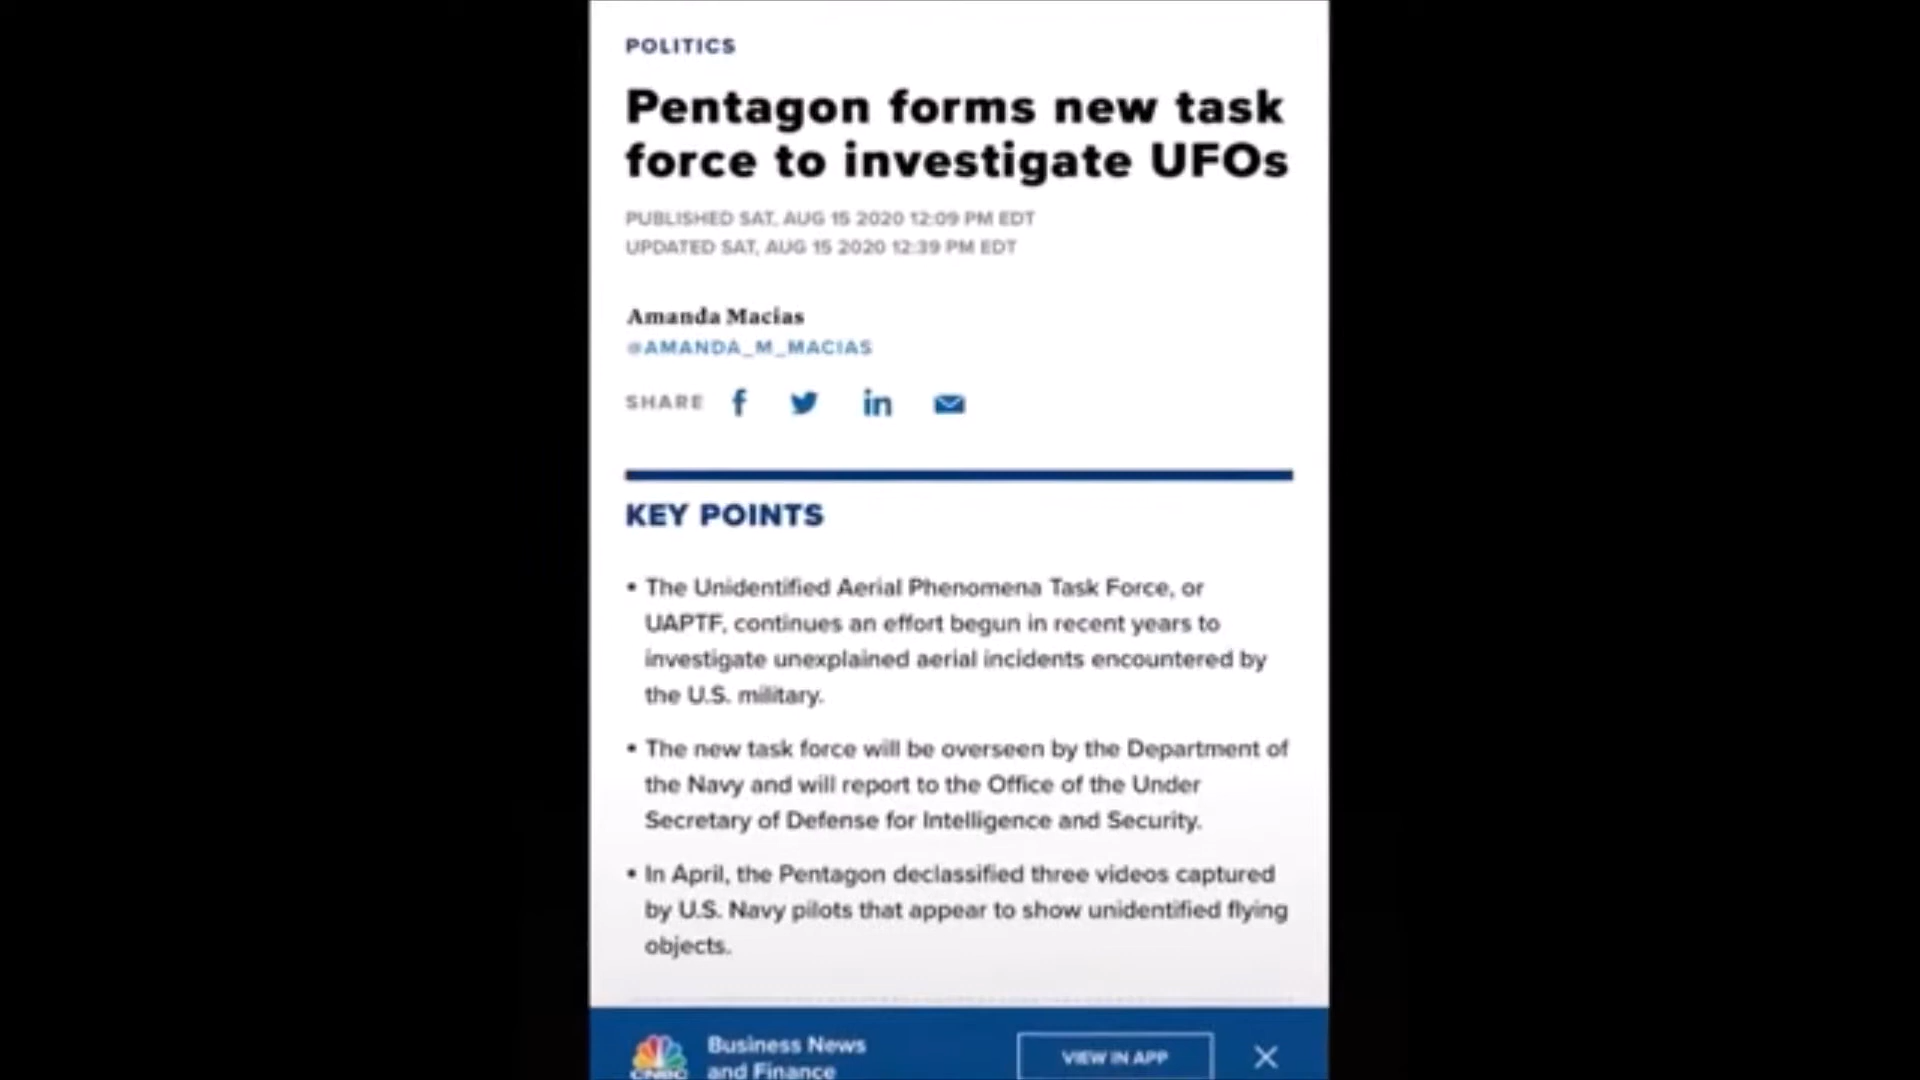 POLITICS
Pentagon forms new task
force to investigate UFOs
PUBLISHED SAT, AUG 15 2020 12:09 PM EDT
UPDATED SAT, AUG 15 2020 12:39 PM EDT
Amanda Macias
@AMANDA_M_MACIAS
SHARE
KEY POINTS
• The Unidentified Aerial Phenomena Task Force, or
UAPTF, continues an effort begun in recent years to
investigate unexplained aerial incidents encountered by
the U.S. military.
• The new task force will be overseen by the Department of
the Navy and will report to the Office of the Under
Secretary of Defense for Intelligence and Security.
• In April, the Pentagon declassified three videos captured
by U.S. Navy pilots that appear to show unidentified flying
objects.
CNBC
Business News
and Finance
VIEW IN APP